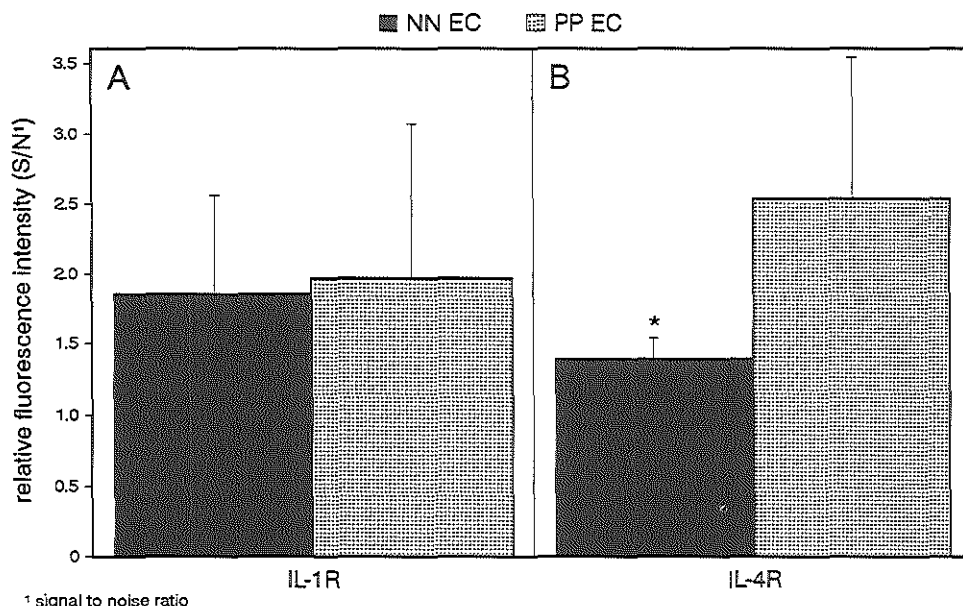 NN EC PP EC
A B
relative fluorescence intensity (S/N¹)
3.5
3.0
2.5
2.0
1.5
1.0
0.5
0
*
IL-1R IL-4R
¹ signal to noise ratio